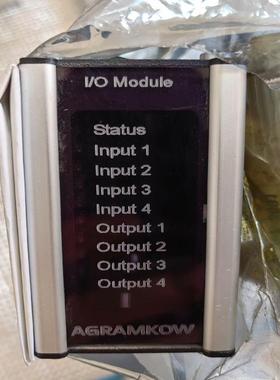 I/O Module
Status
Input 1
Input 2
Input 3
Input 4
Output 1
Output 2
Output 3
Output 4
AGRAMKOW